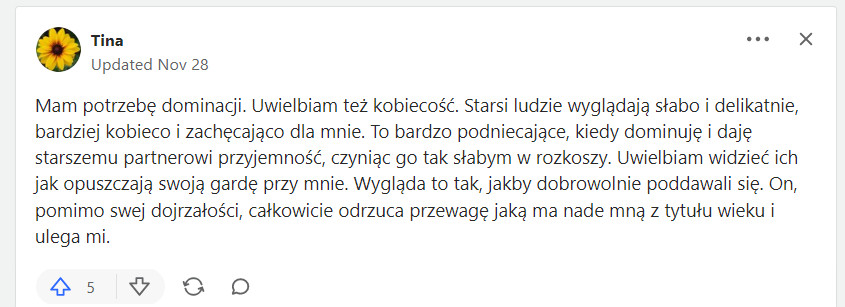 Tina
Updated Nov 28
Mam potrzebę dominacji. Uwielbiam też kobiecość. Starsi ludzie wyglądają słabo i delikatnie,
bardziej kobieco i zachęcająco dla mnie. To bardzo podniecające, kiedy dominuję i daję
starszemu partnerowi przyjemność, czyniąc go tak słabym w rozkoszy. Uwielbiam widzieć ich
jak opuszczają swoją gardę przy mnie. Wygląda to tak, jakby dobrowolnie poddawali się. On,
pomimo swej dojrzałości, całkowicie odrzuca przewagę jaką ma nade mną z tytułu wieku i
ulega mi.
5